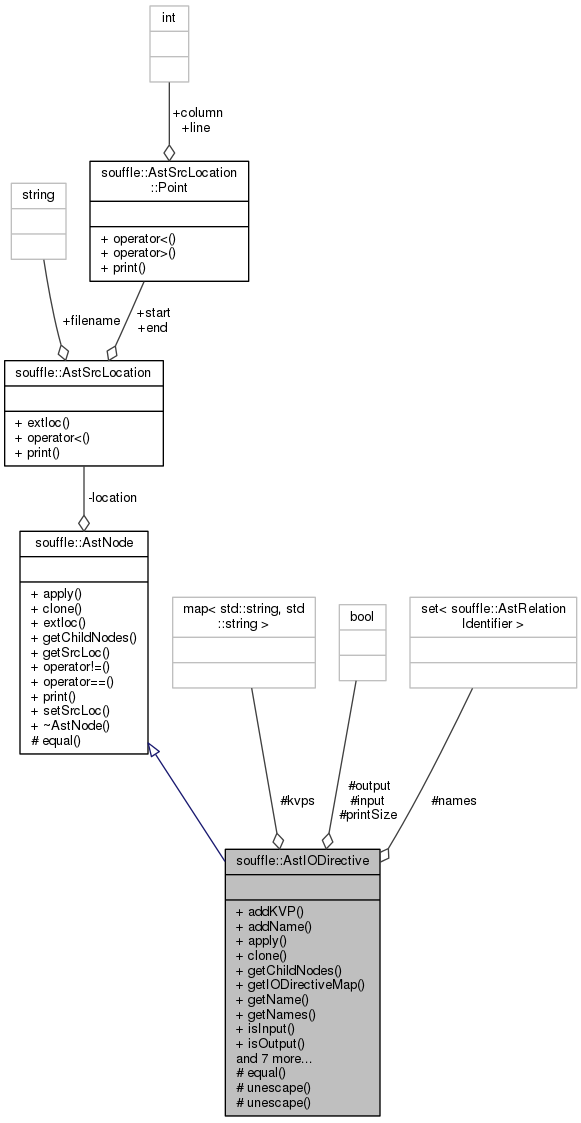 int
+column
+line
souffle::AstSrcLocation
::Point
+ operator<()
+ operator>()
+ print()
string
+filename
+start
+end
souffle::AstSrcLocation
+ extloc()
+ operator<()
+ print()
-location
souffle::AstNode
+ apply()
+ clone()
+ extloc()
+ getChildNodes()
+ getSrcLoc()
+ operator!=()
+ operator==()
+ print()
+ setSrcLoc()
+ ~AstNode()
# equal()
map< std::string, std
::string >
bool
set< souffle::AstRelation
Identifier >
#kvps
#output
#input
#printSize
#names
souffle::AstIODirective
+ addKVP()
+ addName()
+ apply()
+ clone()
+ getChildNodes()
+ getIODirectiveMap()
+ getName()
+ getNames()
+ isInput()
+ isOutput()
and 7 more...
# equal()
# unescape()
# unescape()